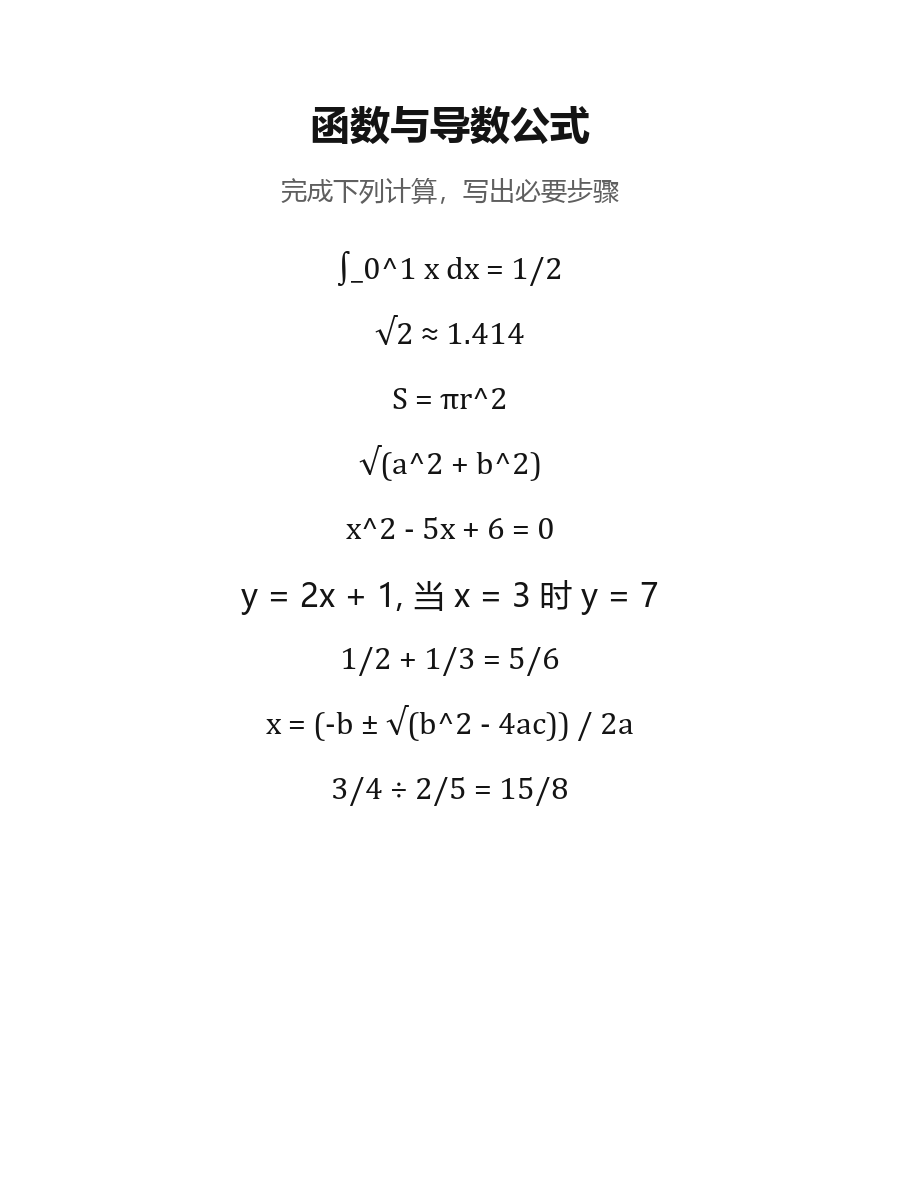 函数与导数公式
完成下列计算，写出必要步骤
∫_0^1 x dx = 1/2
√2 ≈ 1.414
S = πr^2
√(a^2 + b^2)
x^2 - 5x + 6 = 0
y = 2x + 1, 当 x = 3 时 y = 7
1/2 + 1/3 = 5/6
x = (-b ± √(b^2 - 4ac)) / 2a
3/4 ÷ 2/5 = 15/8